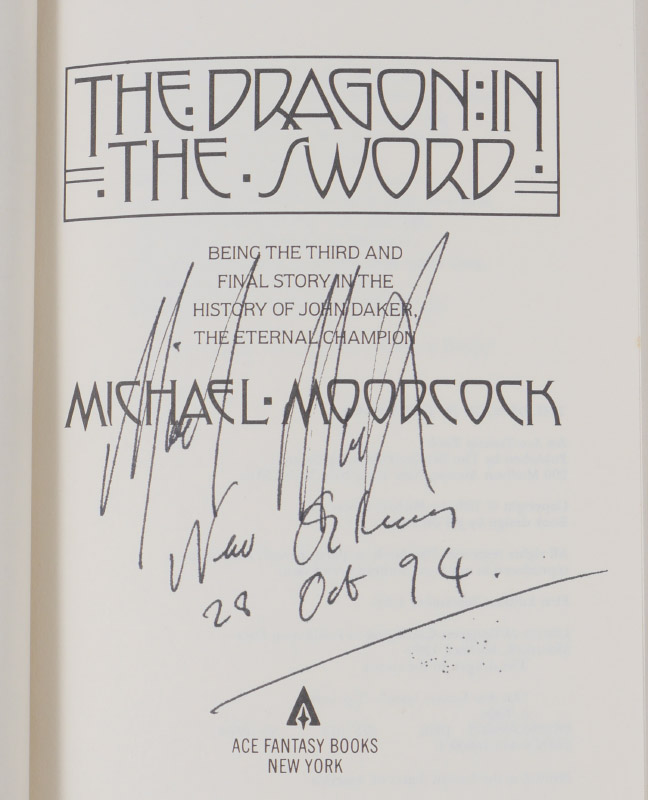 THE·DRAGON:IN
:THE·SWORD:
BEING THE THIRD AND
FINAL STORY IN THE
HISTORY OF JOHN DAKER,
THE ETERNAL CHAMPION
MICHAEL·MOORCOCK
New Orleans
28 Oct 94.
ACE FANTASY BOOKS
NEW YORK